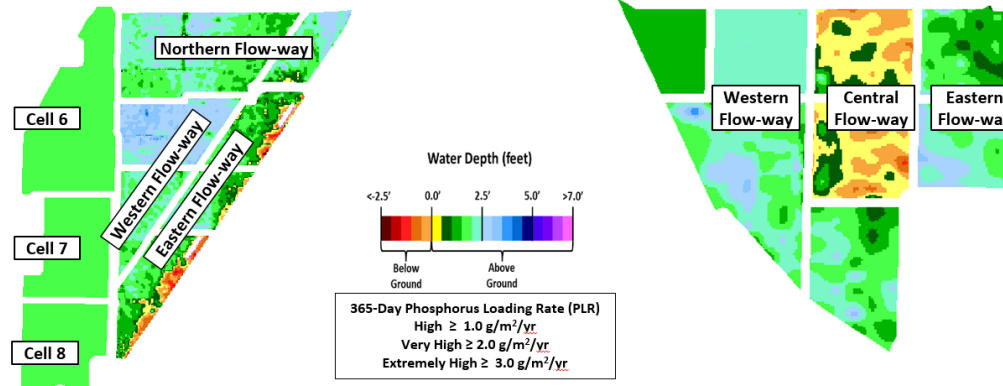 Northern Flow-way
Cell 6
Western Flow-way
Eastern Flow-way
Cell 7
Cell 8
Water Depth (feet)
<-2.5' 0.0' 2.5' 5.0' >7.0'
Below
Ground
Above
Ground
365-Day Phosphorus Loading Rate (PLR)
High ≥ 1.0 g/m²/yr
Very High ≥ 2.0 g/m²/yr
Extremely High ≥ 3.0 g/m²/yr
Western
Flow-way
Central
Flow-way
Eastern
Flow-wa